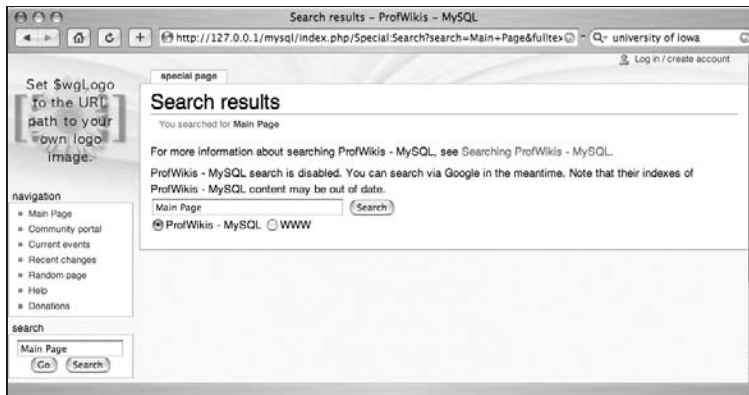 Search results – ProfWikis – MySQL
http://127.0.0.1/mysql/index.php/Special:Search?search=Main+Page&fulltex
university of iowa
Log in / create account
Set $wgLogo
to the URL
path to your
own logo
image.
special page
Search results
You searched for Main Page
For more information about searching ProfWikis - MySQL, see Searching ProfWikis - MySQL.
ProfWikis - MySQL search is disabled. You can search via Google in the meantime. Note that their indexes of
ProfWikis - MySQL content may be out of date.
Main Page Search
ProfWikis - MySQL WWW
navigation
Main Page
Community portal
Current events
Recent changes
Random page
Help
Donations
search
Main Page
Go Search